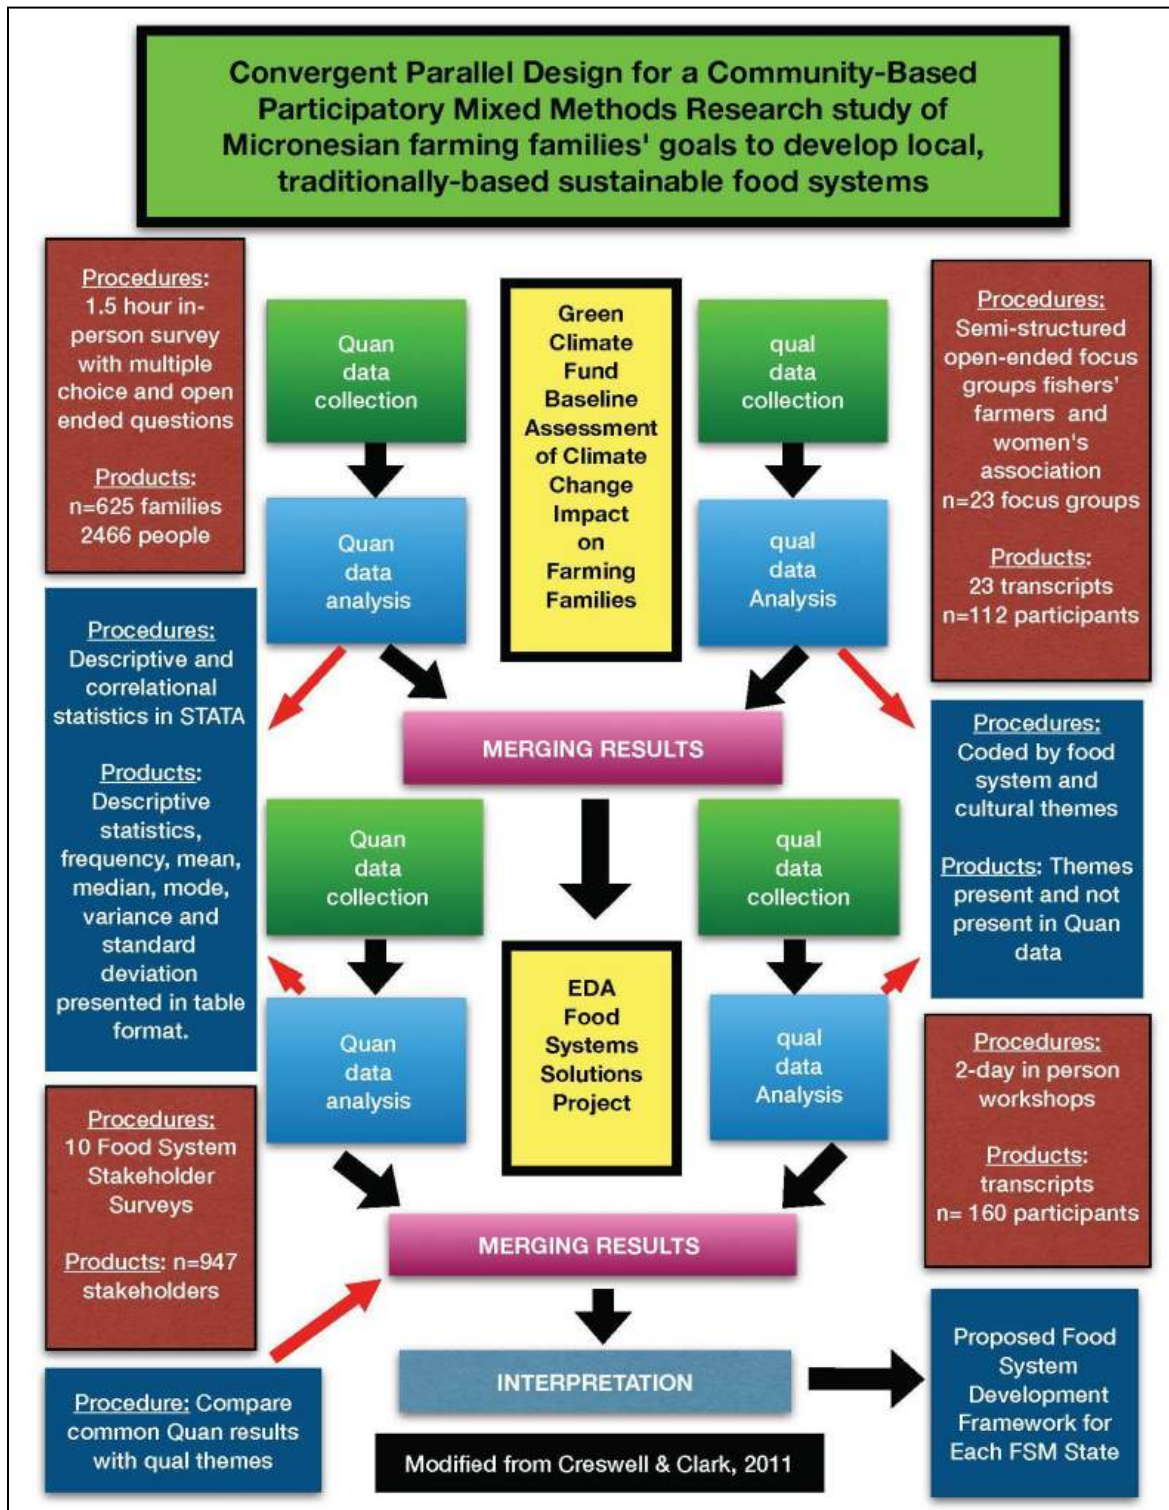 Convergent Parallel Design for a Community-Based
Participatory Mixed Methods Research study of
Micronesian farming families' goals to develop local,
traditionally-based sustainable food systems
Procedures:
1.5 hour in-
person survey
with multiple
choice and open
ended questions
Products:
n=625 families
2466 people
Quan
data
collection
Green
Climate
Fund
Baseline
Assessment
of Climate
Change
Impact
on
Farming
Families
qual
data
collection
Procedures:
Semi-structured
open-ended focus
groups fishers'
farmers and
women's
association
n=23 focus groups
Products:
23 transcripts
n=112 participants
Quan
data
analysis
qual
data
Analysis
Procedures:
Descriptive and
correlational
statistics in STATA
Products:
Descriptive
statistics,
frequency, mean,
median, mode,
variance and
standard
deviation
presented in table
format.
MERGING RESULTS
Procedures:
Coded by food
system and
cultural themes
Products: Themes
present and not
present in Quan
data
Quan
data
collection
qual
data
collection
EDA
Food
Systems
Solutions
Project
Quan
data
analysis
qual
data
Analysis
Procedures:
10 Food System
Stakeholder
Surveys
Products: n=947
stakeholders
Procedures:
2-day in person
workshops
Products:
transcripts
n= 160 participants
MERGING RESULTS
INTERPRETATION
Procedure: Compare
common Quan results
with qual themes
Proposed Food
System
Development
Framework for
Each FSM State
Modified from Creswell & Clark, 2011